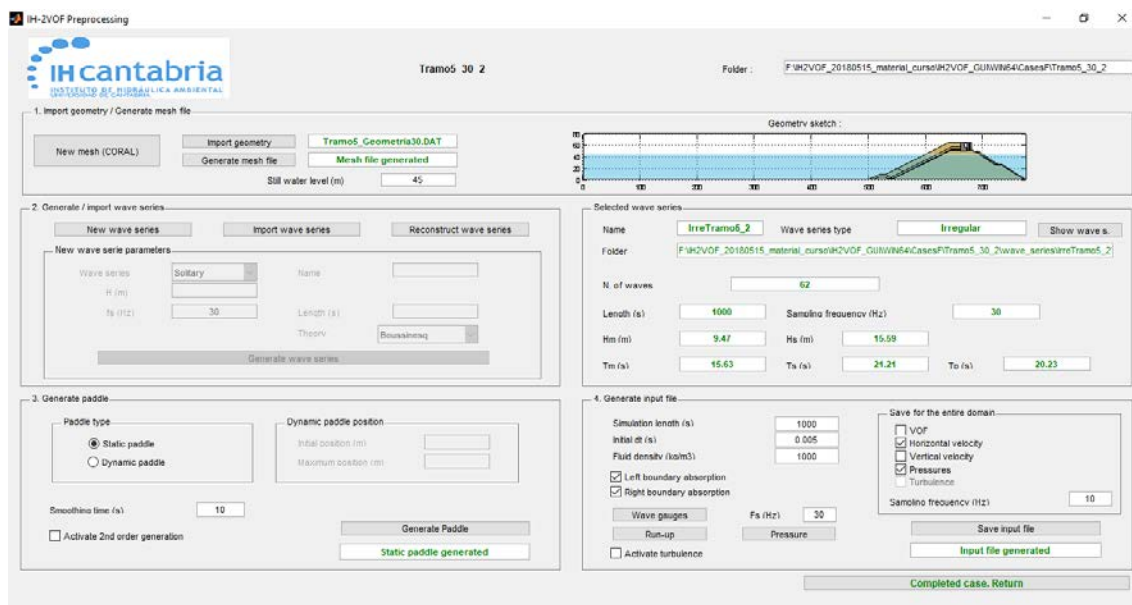 IH-2VOF Preprocessing
IHcantabria
INSTITUTO DE HIDRÁULICA AMBIENTAL
UNIVERSIDAD DE CANTABRIA
Tramo5 30 2
Folder :
F:\IH2VOF_20180515_material_curso\IH2VOF_GUI\WIN64\CasesF\Tramo5_30_2
1. Import geometry / Generate mesh file
New mesh (CORAL)
Import geometry
Tramo5_Geometria30.DAT
Generate mesh file
Mesh file generated
Still water level (m)
45
Geometry sketch :
0 100 200 300 400 500 600 700
2. Generate / import wave series
New wave series
Import wave series
Reconstruct wave series
New wave serie parameters
Wave series
Solitary
Name
H (m)
fs (Hz)
30
Length (s)
Theory
Boussinesq
Generate wave series
Selected wave series
Name
IrreTramo5_2
Wave series type
Irregular
Show wave s.
Folder
F:\IH2VOF_20180515_material_curso\IH2VOF_GUI\WIN64\CasesF\Tramo5_30_2\wave_series\IrreTramo5_2
N. of waves
62
Length (s)
1000
Sampling frequency (Hz)
30
Hm (m)
9.47
Hs (m)
15.59
Tm (s)
15.63
Ts (s)
21.21
Tp (s)
20.23
3. Generate paddle
Paddle type
Static paddle
Dynamic paddle
Dynamic paddle position
Initial position (m)
Maximum position (m)
Smoothing time (s)
10
Activate 2nd order generation
Generate Paddle
Static paddle generated
4. Generate input file
Simulation length (s)
1000
Initial dt (s)
0.005
Fluid density (kg/m3)
1000
Left boundary absorption
Right boundary absorption
Wave gauges
Fs (Hz)
30
Run-up
Pressure
Activate turbulence
Save for the entire domain
VOF
Horizontal velocity
Vertical velocity
Pressures
Turbulence
Sampling frequency (Hz)
10
Save input file
Input file generated
Completed case. Return